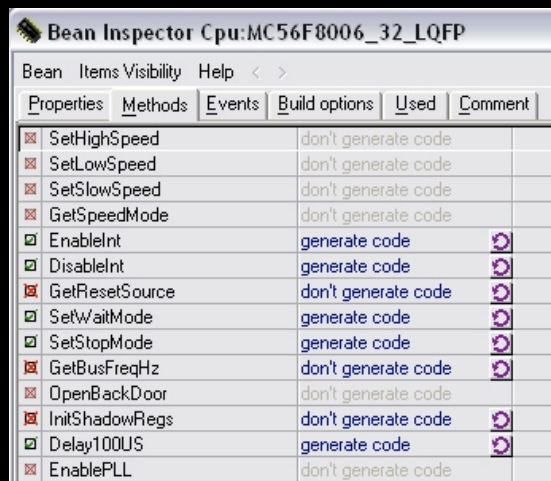 Bean Inspector Cpu:MC56F8006_32_LQFP
Bean Items Visibility Help < >
Properties Methods Events Build options Used Comment
SetHighSpeed don't generate code
SetLowSpeed don't generate code
SetSlowSpeed don't generate code
GetSpeedMode don't generate code
EnableInt generate code
DisableInt generate code
GetResetSource don't generate code
SetWaitMode generate code
SetStopMode generate code
GetBusFreqHz don't generate code
OpenBackDoor don't generate code
InitShadowRegs don't generate code
Delay100US generate code
EnablePLL don't generate code